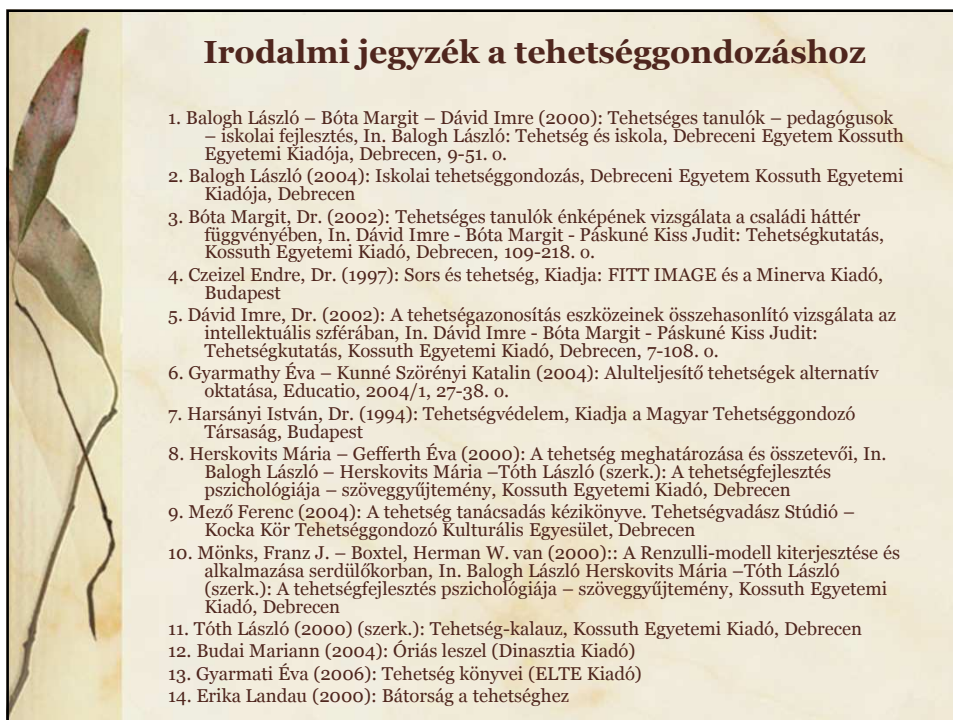 Irodalmi jegyzék a tehetséggondozáshoz
1. Balogh László – Bóta Margit – Dávid Imre (2000): Tehetséges tanulók – pedagógusok
– iskolai fejlesztés, In. Balogh László: Tehetség és iskola, Debreceni Egyetem Kossuth
Egyetemi Kiadója, Debrecen, 9-51. o.
2. Balogh László (2004): Iskolai tehetséggondozás, Debreceni Egyetem Kossuth Egyetemi
Kiadója, Debrecen
3. Bóta Margit, Dr. (2002): Tehetséges tanulók énképének vizsgálata a családi háttér
függvényében, In. Dávid Imre - Bóta Margit - Páskuné Kiss Judit: Tehetségkutatás,
Kossuth Egyetemi Kiadó, Debrecen, 109-218. o.
4. Czeizel Endre, Dr. (1997): Sors és tehetség, Kiadja: FITT IMAGE és a Minerva Kiadó,
Budapest
5. Dávid Imre, Dr. (2002): A tehetségazonosítás eszközeinek összehasonlító vizsgálata az
intellektuális szférában, In. Dávid Imre - Bóta Margit - Páskuné Kiss Judit:
Tehetségkutatás, Kossuth Egyetemi Kiadó, Debrecen, 7-108. o.
6. Gyarmathy Éva – Kunné Szörényi Katalin (2004): Alulteljesítő tehetségek alternatív
oktatása, Educatio, 2004/1, 27-38. o.
7. Harsányi István, Dr. (1994): Tehetségvédelem, Kiadja a Magyar Tehetséggondozó
Társaság, Budapest
8. Herskovits Mária – Gefferth Éva (2000): A tehetség meghatározása és összetevői, In.
Balogh László – Herskovits Mária –Tóth László (szerk.): A tehetségfejlesztés
pszichológiája – szöveggyűjtemény, Kossuth Egyetemi Kiadó, Debrecen
9. Mező Ferenc (2004): A tehetség tanácsadás kézikönyve. Tehetségvadász Stúdió –
Kocka Kör Tehetséggondozó Kulturális Egyesület, Debrecen
10. Mönks, Franz J. – Boxtel, Herman W. van (2000):: A Renzulli-modell kiterjesztése és
alkalmazása serdülőkorban, In. Balogh László Herskovits Mária –Tóth László
(szerk.): A tehetségfejlesztés pszichológiája – szöveggyűjtemény, Kossuth Egyetemi
Kiadó, Debrecen
11. Tóth László (2000) (szerk.): Tehetség-kalauz, Kossuth Egyetemi Kiadó, Debrecen
12. Budai Mariann (2004): Óriás leszel (Dinasztia Kiadó)
13. Gyarmati Éva (2006): Tehetség könyvei (ELTE Kiadó)
14. Erika Landau (2000): Bátorság a tehetséghez